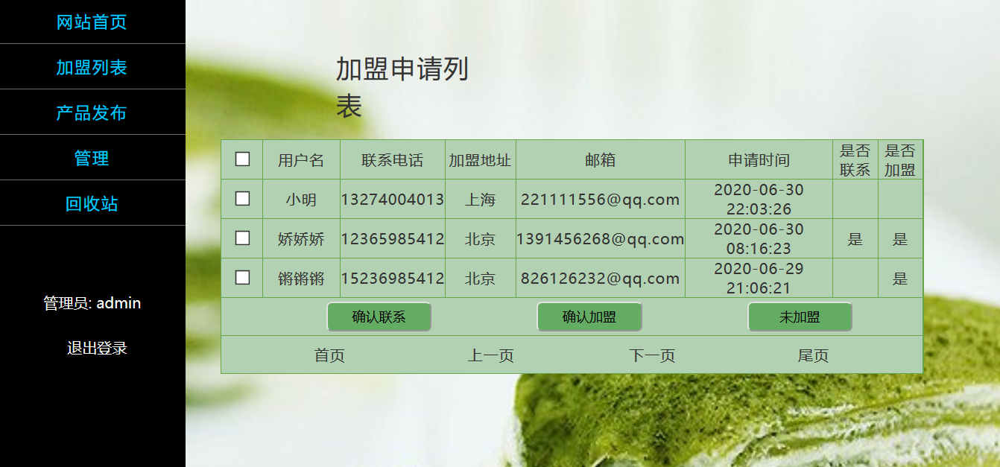 网站首页
加盟列表
产品发布
管理
回收站
管理员: admin
退出登录
加盟申请列
表
用户名 联系电话 加盟地址 邮箱 申请时间 是否联系 是否加盟
小明 13274004013 上海 221111556@qq.com 2020-06-30 22:03:26
娇娇娇 12365985412 北京 1391456268@qq.com 2020-06-30 08:16:23 是 是
锵锵锵 15236985412 北京 826126232@qq.com 2020-06-29 21:06:21 是
确认联系 确认加盟 未加盟
首页 上一页 下一页 尾页